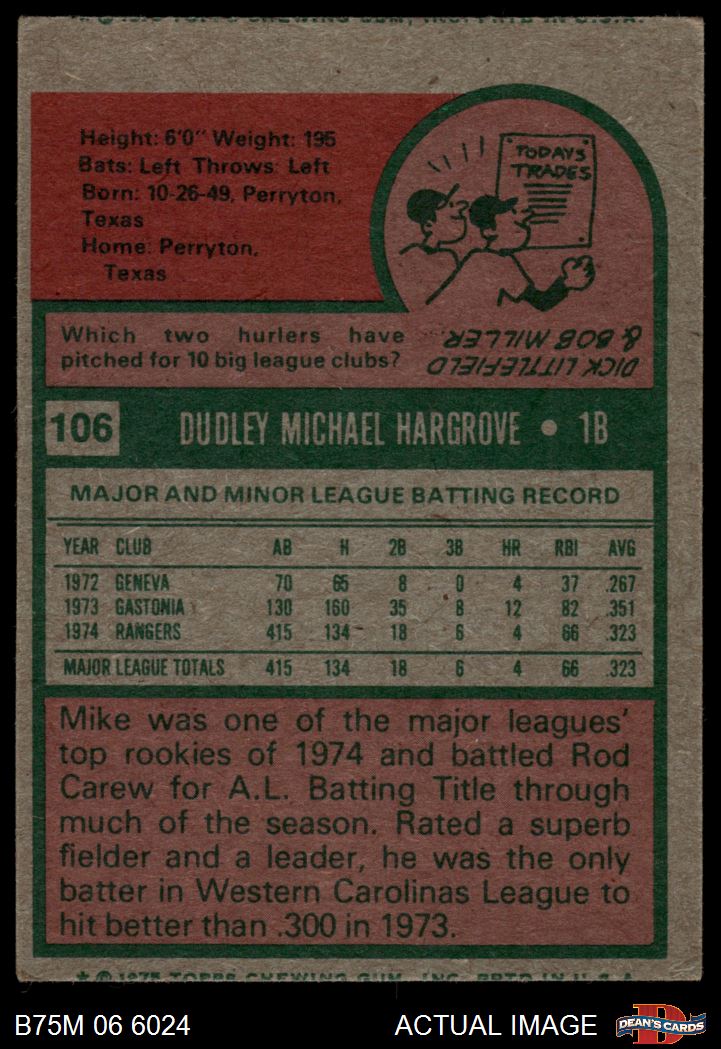 Height: 6'0" Weight: 195
Bats: Left Throws: Left
Born: 10-26-49, Perryton,
Texas
Home: Perryton,
Texas
TODAYS
TRADES
Which two hurlers have
pitched for 10 big league clubs?
DICK LITTLEFIELD
& BOB MILLER
106 DUDLEY MICHAEL HARGROVE • 1B
MAJOR AND MINOR LEAGUE BATTING RECORD
YEAR CLUB AB H 2B 3B HR RBI AVG
1972 GENEVA 70 65 8 0 4 37 .267
1973 GASTONIA 130 160 35 8 12 82 .351
1974 RANGERS 415 134 18 6 4 66 .323
MAJOR LEAGUE TOTALS 415 134 18 6 4 66 .323
Mike was one of the major leagues'
top rookies of 1974 and battled Rod
Carew for A.L. Batting Title through
much of the season. Rated a superb
fielder and a leader, he was the only
batter in Western Carolinas League to
hit better than .300 in 1973.
* © 1975 TOPPS CHEWING GUM, INC. PRTD IN U.S.A.
B75M 06 6024 ACTUAL IMAGE
D
DEAN'S CARDS